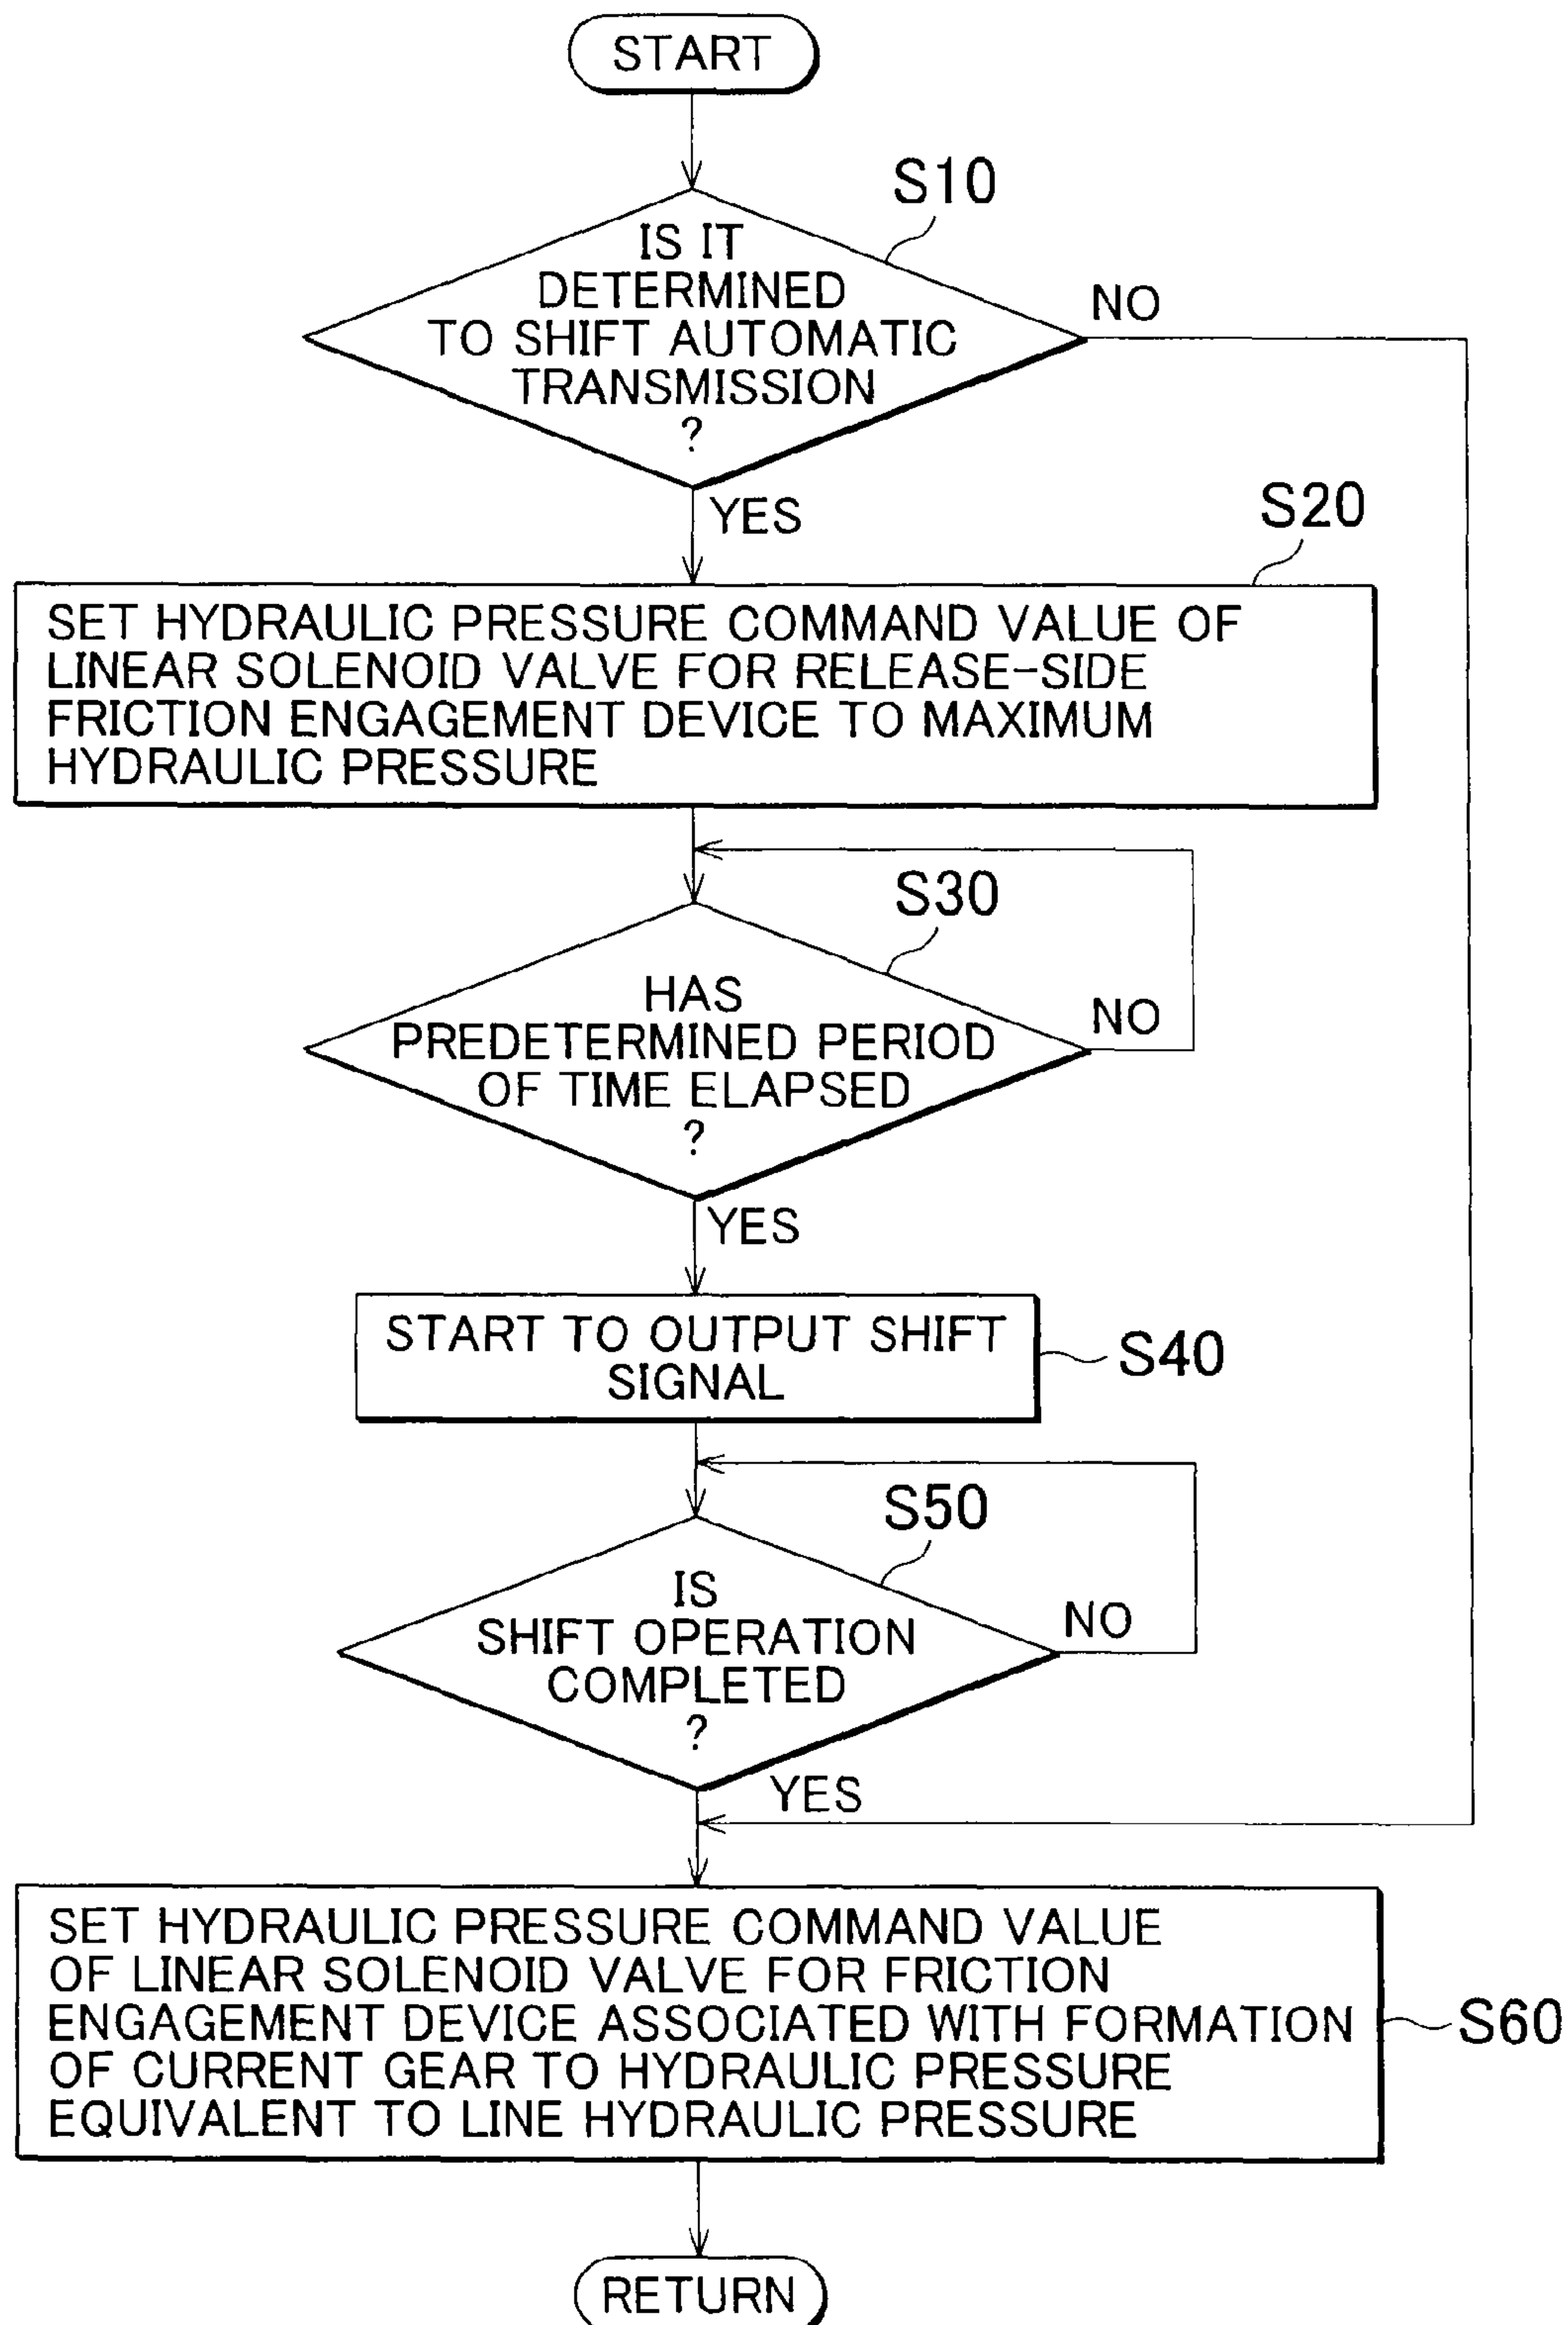 START
S10
IS IT
DETERMINED
TO SHIFT AUTOMATIC
TRANSMISSION
?
NO
YES
S20
SET HYDRAULIC PRESSURE COMMAND VALUE OF
LINEAR SOLENOID VALVE FOR RELEASE-SIDE
FRICTION ENGAGEMENT DEVICE TO MAXIMUM
HYDRAULIC PRESSURE
S30
HAS
PREDETERMINED PERIOD
OF TIME ELAPSED
?
NO
YES
START TO OUTPUT SHIFT
SIGNAL
S40
S50
IS
SHIFT OPERATION
COMPLETED
?
NO
YES
SET HYDRAULIC PRESSURE COMMAND VALUE
OF LINEAR SOLENOID VALVE FOR FRICTION
ENGAGEMENT DEVICE ASSOCIATED WITH FORMATION
OF CURRENT GEAR TO HYDRAULIC PRESSURE
EQUIVALENT TO LINE HYDRAULIC PRESSURE
S60
RETURN